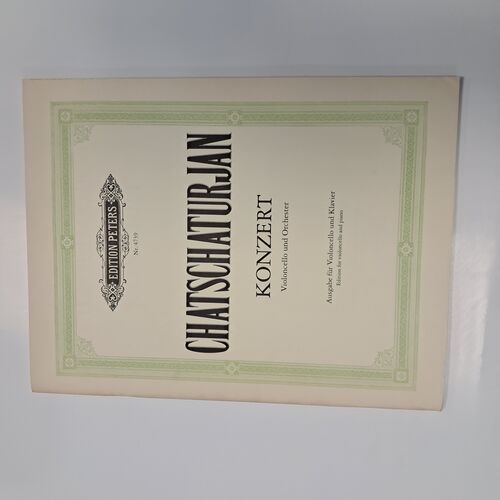 EDITION PETERS
Nr. 4739
CHATSCHATURJAN
KONZERT
Violoncello und Orchester
Ausgabe für Violoncello und Klavier
Edition for violoncello and piano